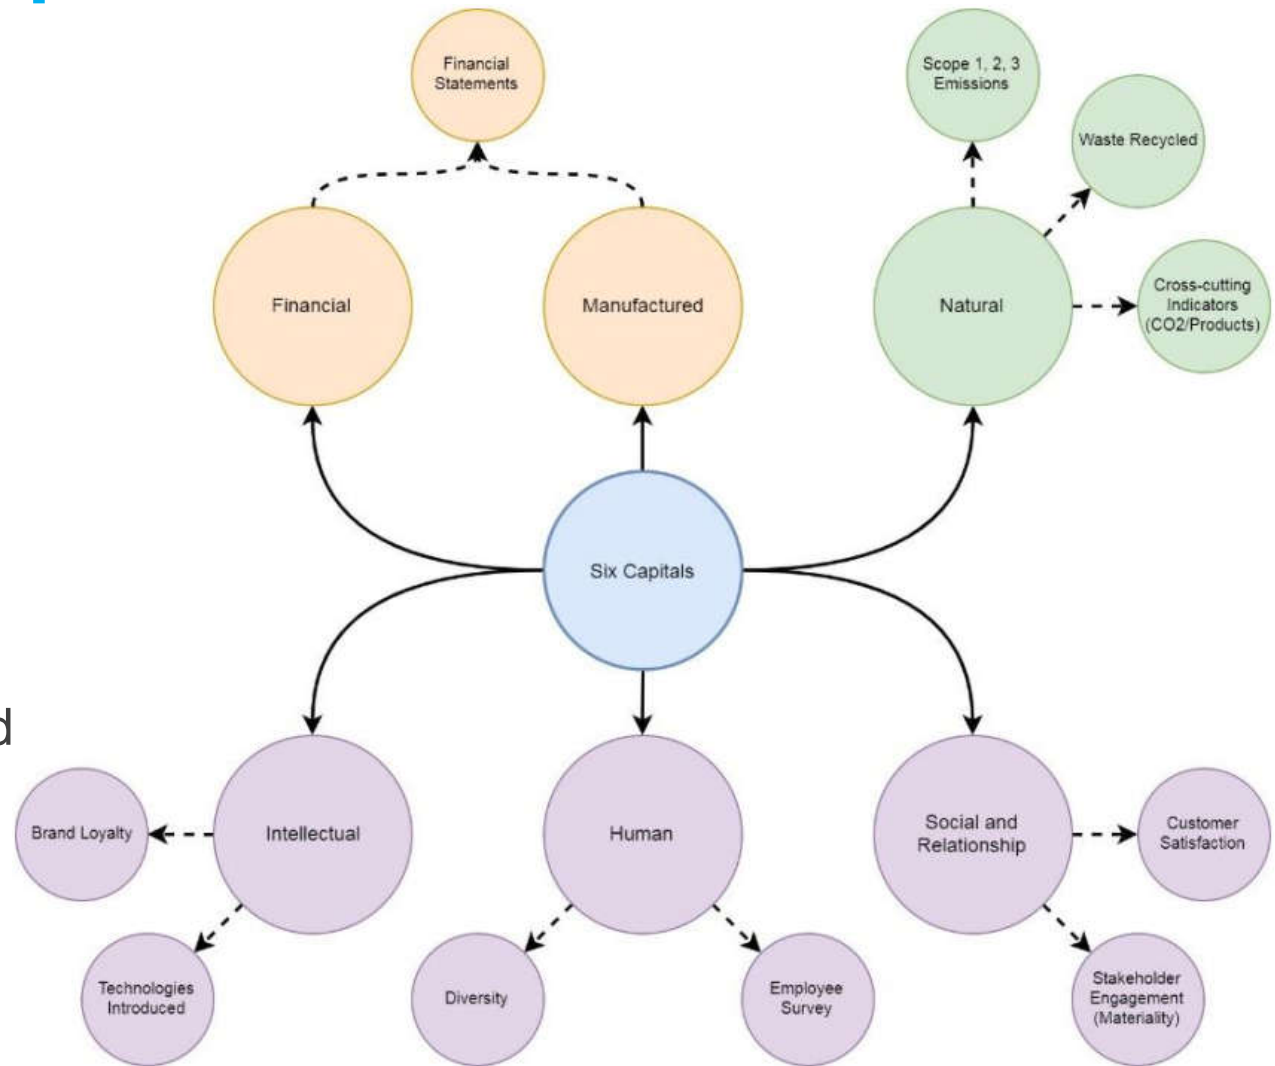 Financial
Statements
Scope 1, 2, 3
Emissions
Waste Recycled
Financial
Manufactured
Natural
Cross-cutting
Indicators
(CO2/Products)
Six Capitals
d
Brand Loyalty
Intellectual
Human
Social and
Relationship
Customer
Satisfaction
Technologies
Introduced
Diversity
Employee
Survey
Stakeholder
Engagement
(Materiality)